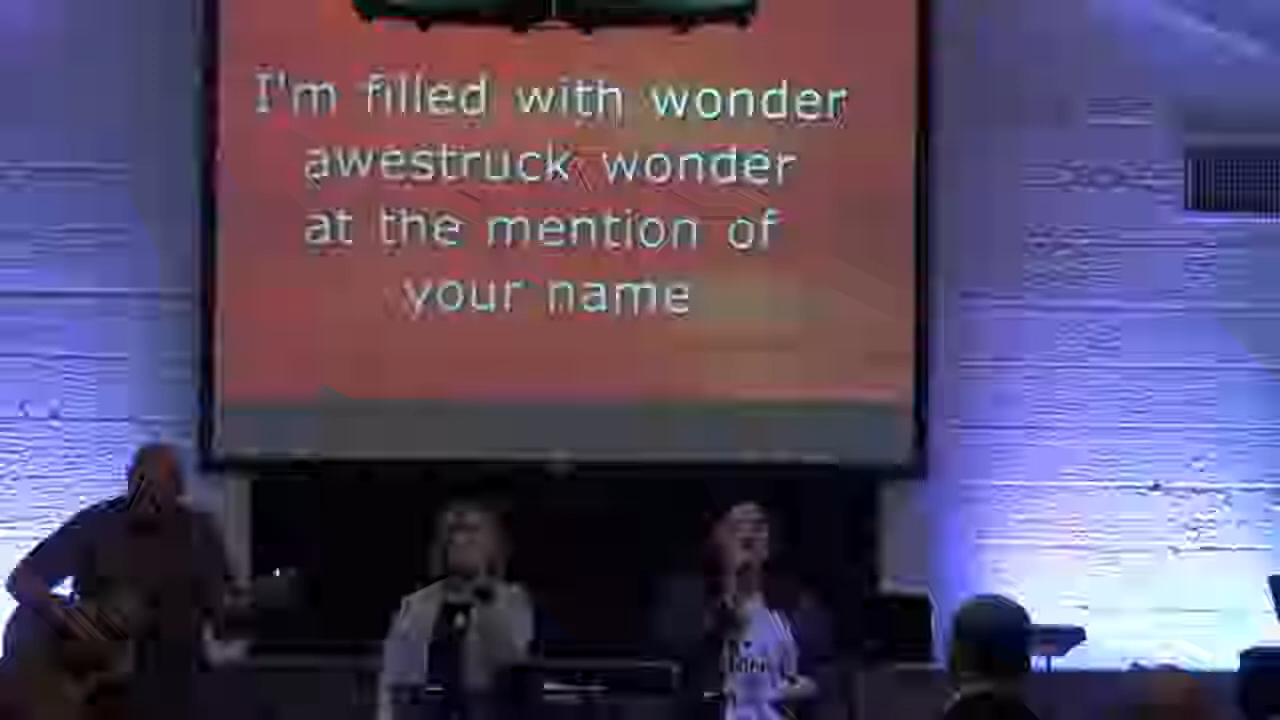 I'm filled with wonder
awestruck wonder
at the mention of
your name